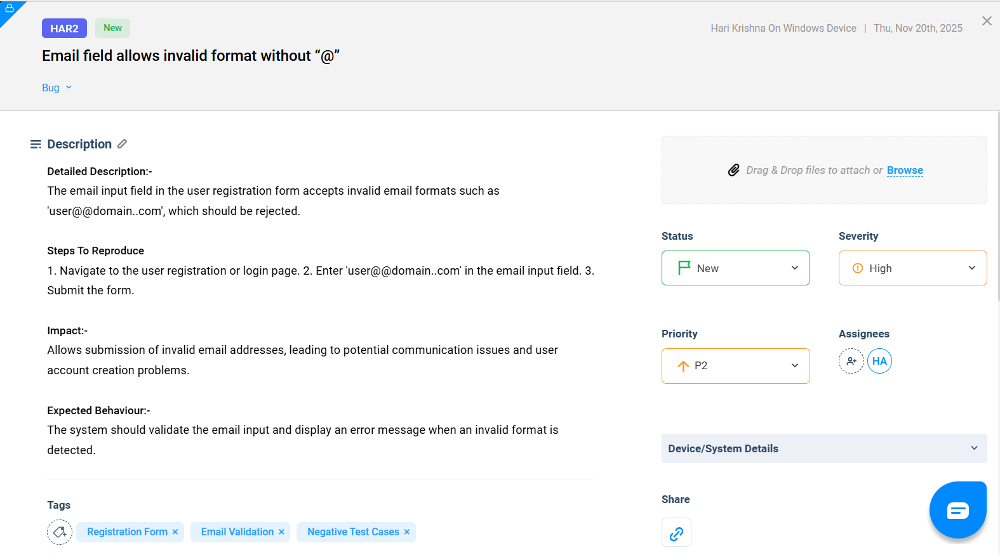 HAR2 New
Hari Krishna On Windows Device | Thu, Nov 20th, 2025
Email field allows invalid format without “@”
Bug
Description
Detailed Description:-
The email input field in the user registration form accepts invalid email formats such as
'user@@domain..com', which should be rejected.
Steps To Reproduce
1. Navigate to the user registration or login page. 2. Enter 'user@@domain..com' in the email input field. 3.
Submit the form.
Impact:-
Allows submission of invalid email addresses, leading to potential communication issues and user
account creation problems.
Expected Behaviour:-
The system should validate the email input and display an error message when an invalid format is
detected.
Tags
Registration Form × Email Validation × Negative Test Cases ×
Drag & Drop files to attach or Browse
Status Severity
New High
Priority Assignees
P2 HA
Device/System Details
Share